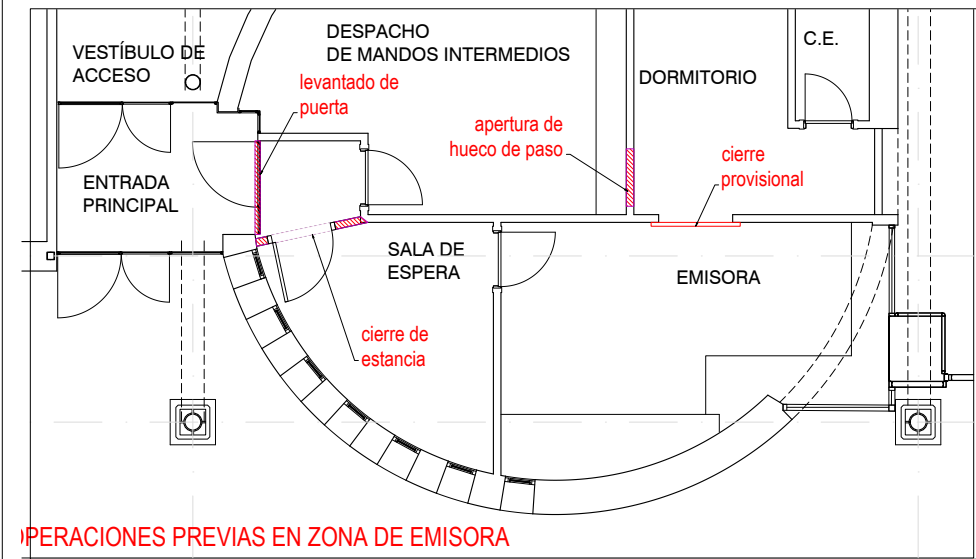 VESTÍBULO DE
ACCESO
DESPACHO
DE MANDOS INTERMEDIOS
C.E.
DORMITORIO
levantado de
puerta
apertura de
hueco de paso
cierre
provisional
ENTRADA
PRINCIPAL
SALA DE
ESPERA
EMISORA
cierre de
estancia
OPERACIONES PREVIAS EN ZONA DE EMISORA